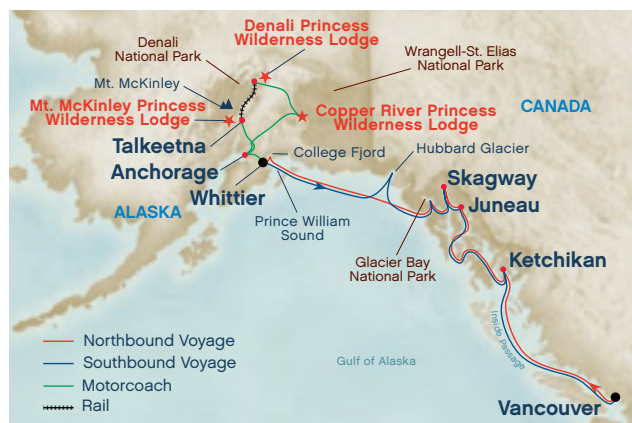 Denali Princess
Wilderness Lodge
Denali
National Park
Wrangell-St. Elias
National Park
Mt. McKinley
Mt. McKinley Princess
Wilderness Lodge
Copper River Princess
Wilderness Lodge
CANADA
Talkeetna
College Fjord
Hubbard Glacier
Anchorage
Skagway
Whittier
Juneau
ALASKA
Prince William
Sound
Glacier Bay
National Park
Ketchikan
Inside Passage
Northbound Voyage
Southbound Voyage
Motorcoach
Rail
Gulf of Alaska
Vancouver